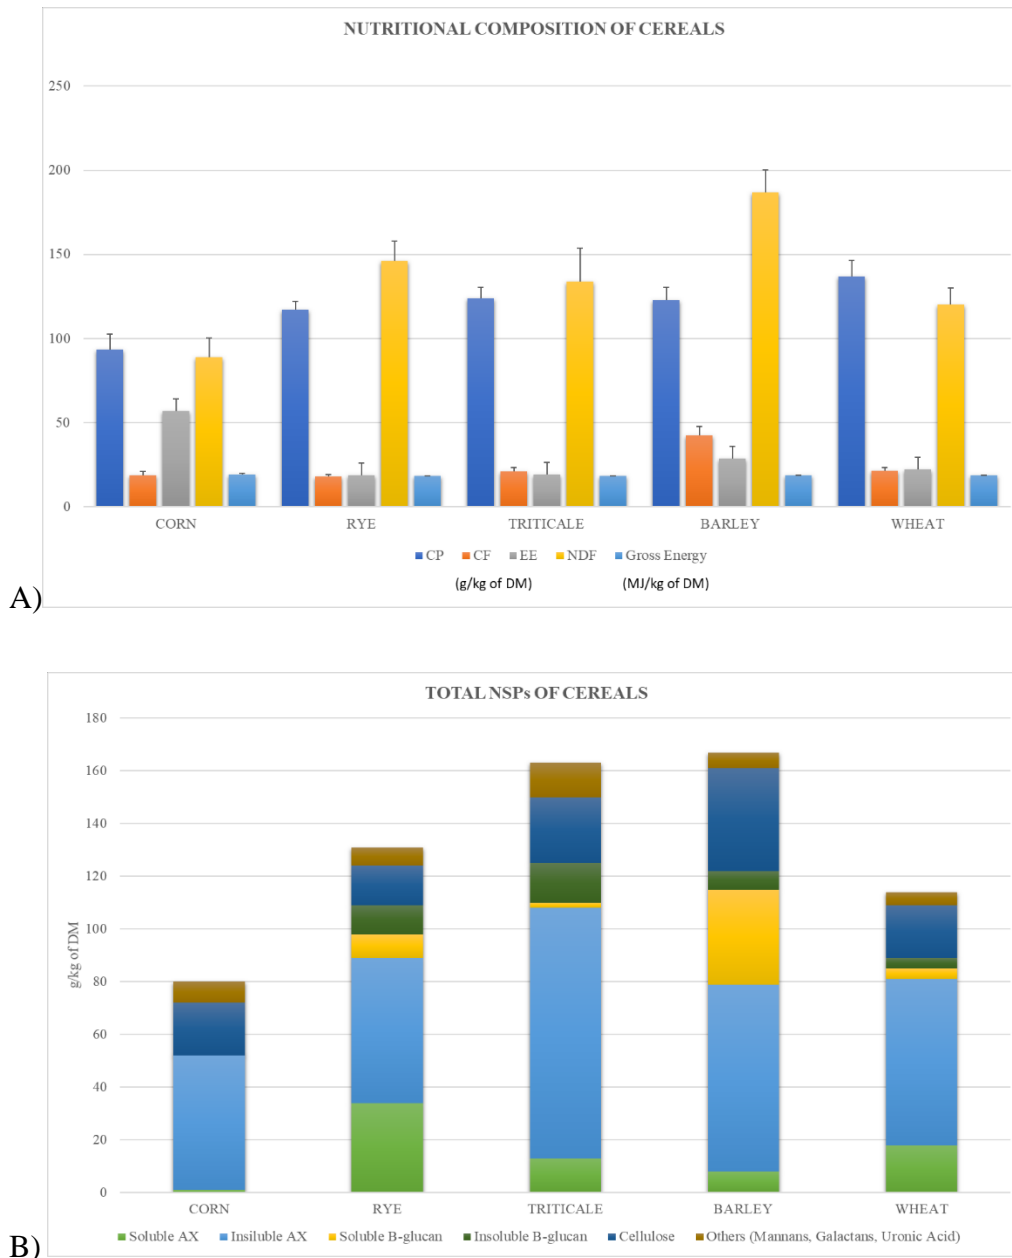 NUTRITIONAL COMPOSITION OF CEREALS
250
200
150
100
50
0
CORN RYE TRITICALE BARLEY WHEAT
CP CF EE NDF Gross Energy
(g/kg of DM) (MJ/kg of DM)
A)
TOTAL NSPs OF CEREALS
180
160
140
120
100
80
60
40
20
0
g/kg of DM
CORN RYE TRITICALE BARLEY WHEAT
Soluble AX Insiluble AX Soluble B-glucan Insoluble B-glucan Cellulose Others (Mannans, Galactans, Uronic Acid)
B)